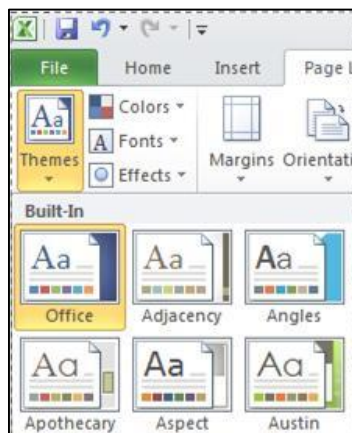 File Home Insert Page L
Aa Colors
A Fonts
Themes Effects Margins Orientati
Built-In
Aa Aa Aa
Office Adjacency Angles
Aa Aa Aa
Apothecary Aspect Austin